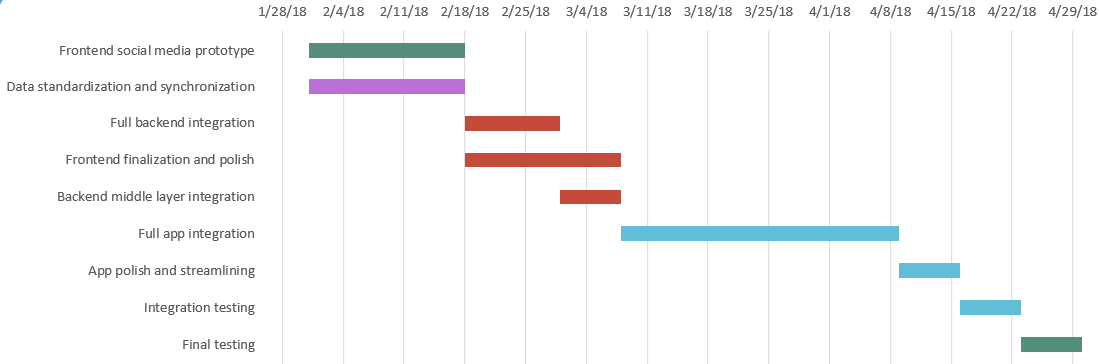 1/28/18 2/4/18 2/11/18 2/18/18 2/25/18 3/4/18 3/11/18 3/18/18 3/25/18 4/1/18 4/8/18 4/15/18 4/22/18 4/29/18
Frontend social media prototype
Data standardization and synchronization
Full backend integration
Frontend finalization and polish
Backend middle layer integration
Full app integration
App polish and streamlining
Integration testing
Final testing